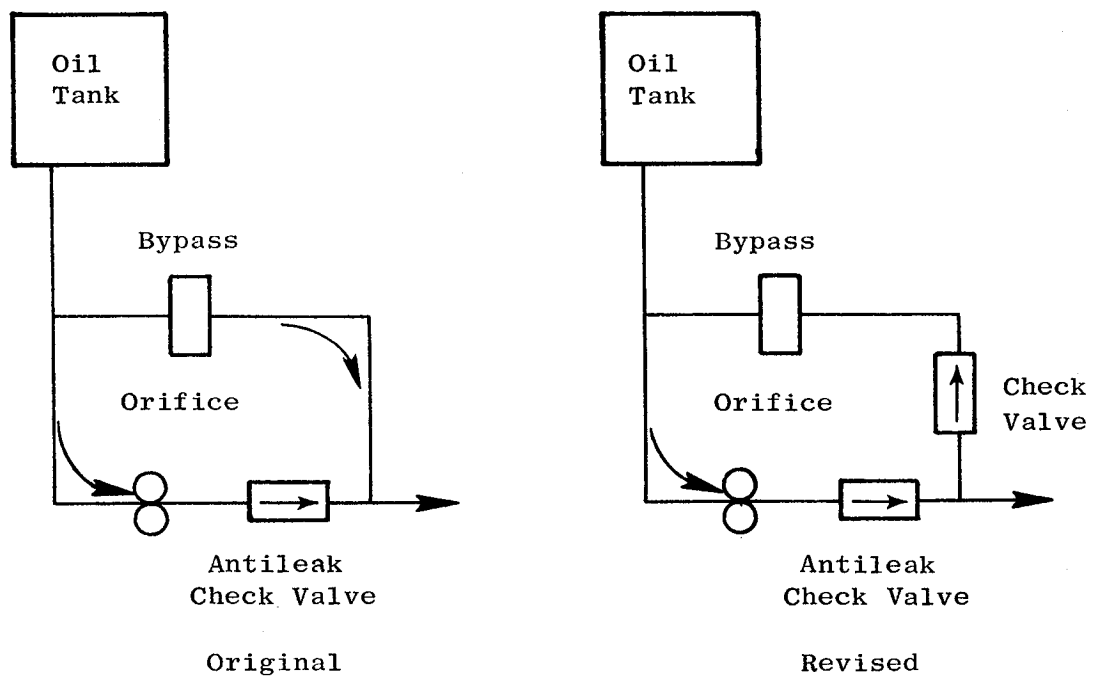 Oil
Tank
Bypass
Orifice
Antileak
Check Valve
Original
Oil
Tank
Bypass
Orifice
Check
Valve
Antileak
Check Valve
Revised